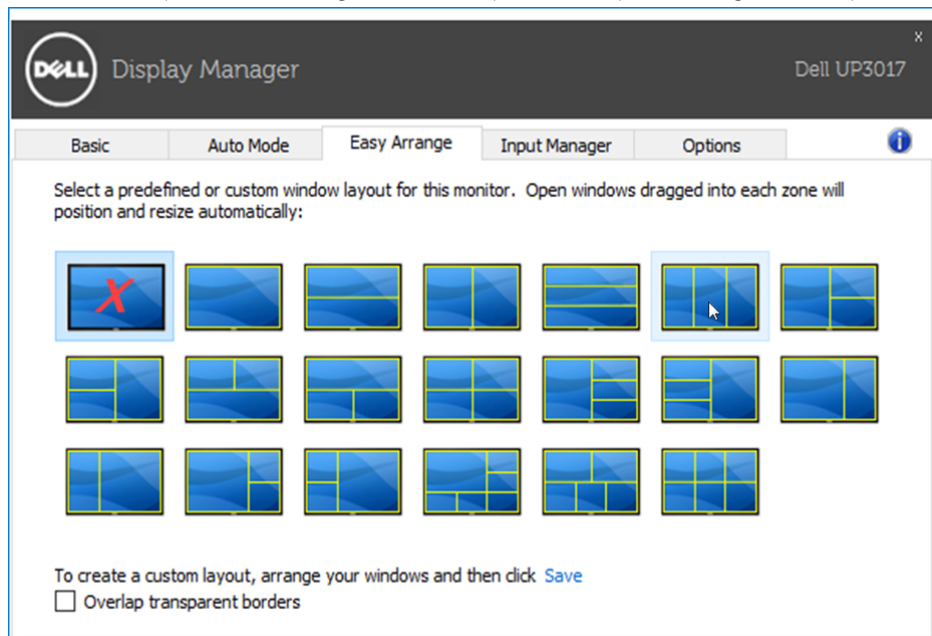 x
DELL Display Manager
Dell UP3017
Basic Auto Mode Easy Arrange Input Manager Options i
Select a predefined or custom window layout for this monitor. Open windows dragged into each zone will
position and resize automatically:
X
To create a custom layout, arrange your windows and then click Save
Overlap transparent borders